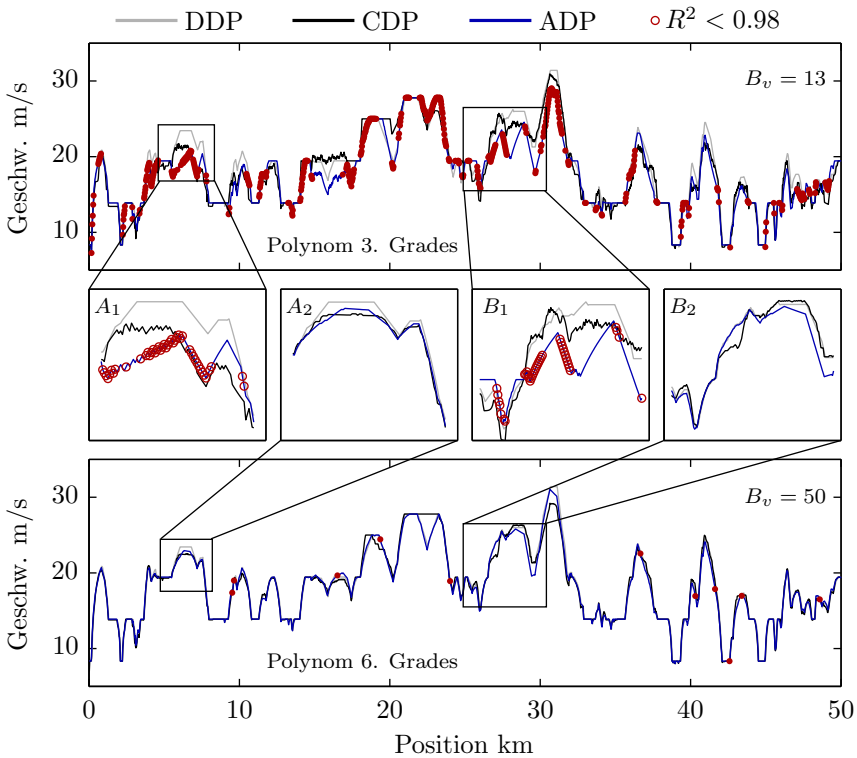 DDP CDP ADP R² < 0.98
30
20
10
Geschw. m/s
B_v = 13
Polynom 3. Grades
A₁
A₂
B₁
B₂
30
20
10
Geschw. m/s
B_v = 50
Polynom 6. Grades
0 10 20 30 40 50
Position km